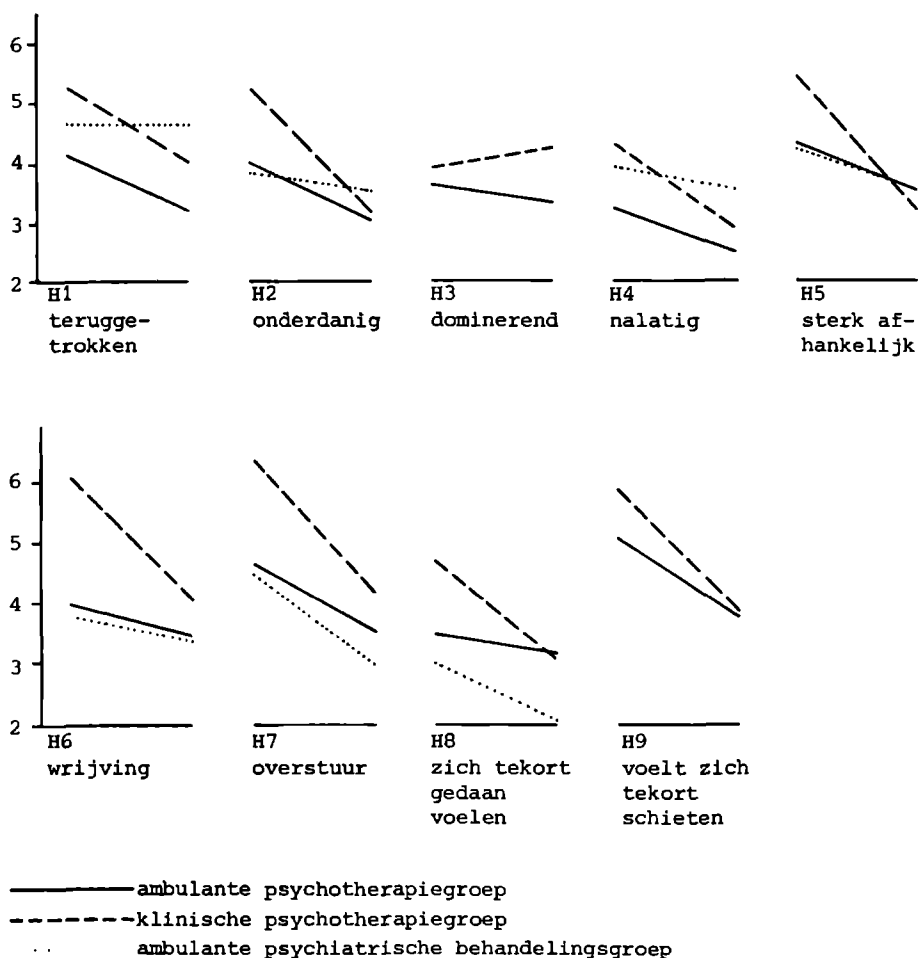 6
5
4
3
2
H1
terugge-
trokken
H2
onderdanig
H3
dominerend
H4
nalatig
H5
sterk af-
hankelijk
6
5
4
3
2
H6
wrijving
H7
overstuur
H8
zich tekort
gedaan
voelen
H9
voelt zich
tekort
schieten
ambulante psychotherapiegroep
klinische psychotherapiegroep
ambulante psychiatrische behandelingsgroep